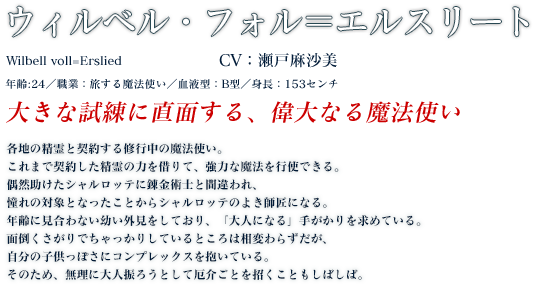 ウィルベル・フォル＝エルスリート
Wilbell voll=Erslied CV：瀬戸麻沙美
年齢:24／職業：旅する魔法使い／血液型：B型／身長：153センチ
大きな試練に直面する、偉大なる魔法使い
各地の精霊と契約する修行中の魔法使い。
これまで契約した精霊の力を借りて、強力な魔法を行使できる。
偶然助けたシャルロッテに錬金術士と間違われ、
憧れの対象となったことからシャルロッテのよき師匠になる。
年齢に見合わない幼い外見をしており、「大人になる」手がかりを求めている。
面倒くさがりでちゃっかりしているところは相変わらずだが、
自分の子供っぽさにコンプレックスを抱いている。
そのため、無理に大人振ろうとして厄介ごとを招くこともしばしば。